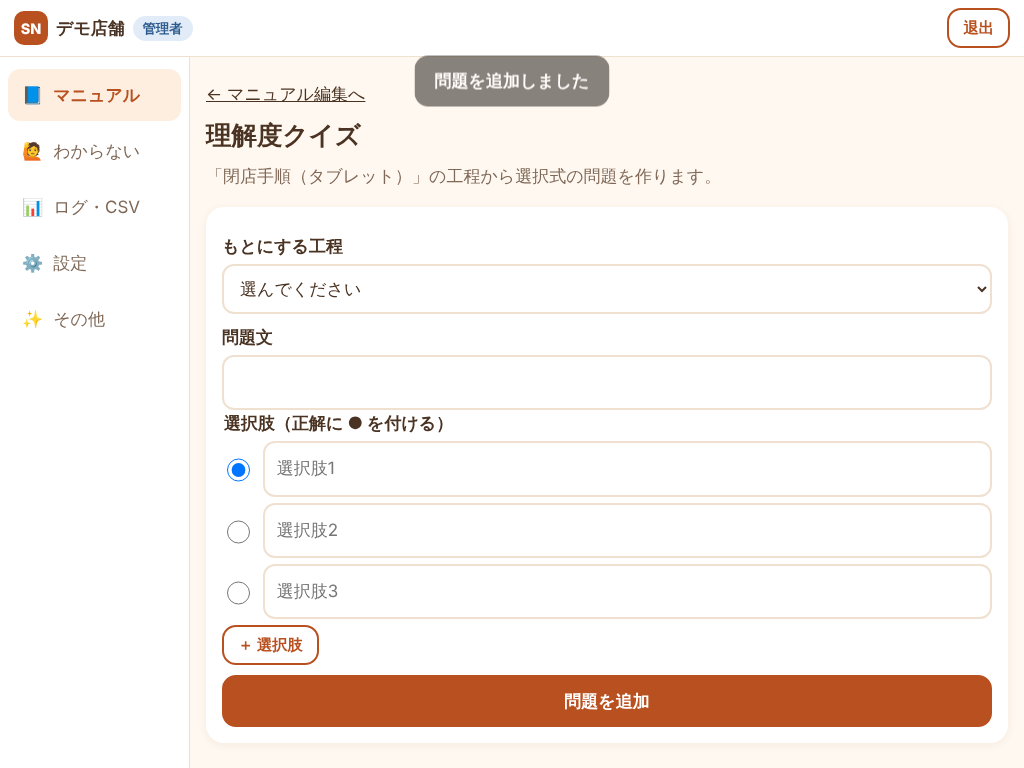 SN デモ店舗 管理者 退出
問題を追加しました
マニュアル
わからない
ログ・CSV
設定
その他
← マニュアル編集へ
理解度クイズ
「閉店手順（タブレット）」の工程から選択式の問題を作ります。
もとにする工程
選んでください
問題文
選択肢（正解に ● を付ける）
選択肢1
選択肢2
選択肢3
＋ 選択肢
問題を追加